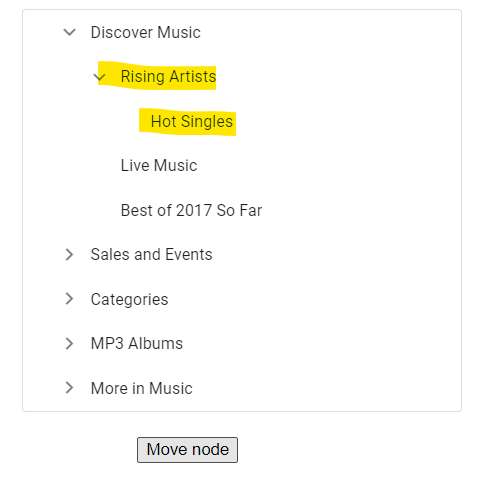 Discover Music
Rising Artists
Hot Singles
Live Music
Best of 2017 So Far
Sales and Events
Categories
MP3 Albums
More in Music
Move node